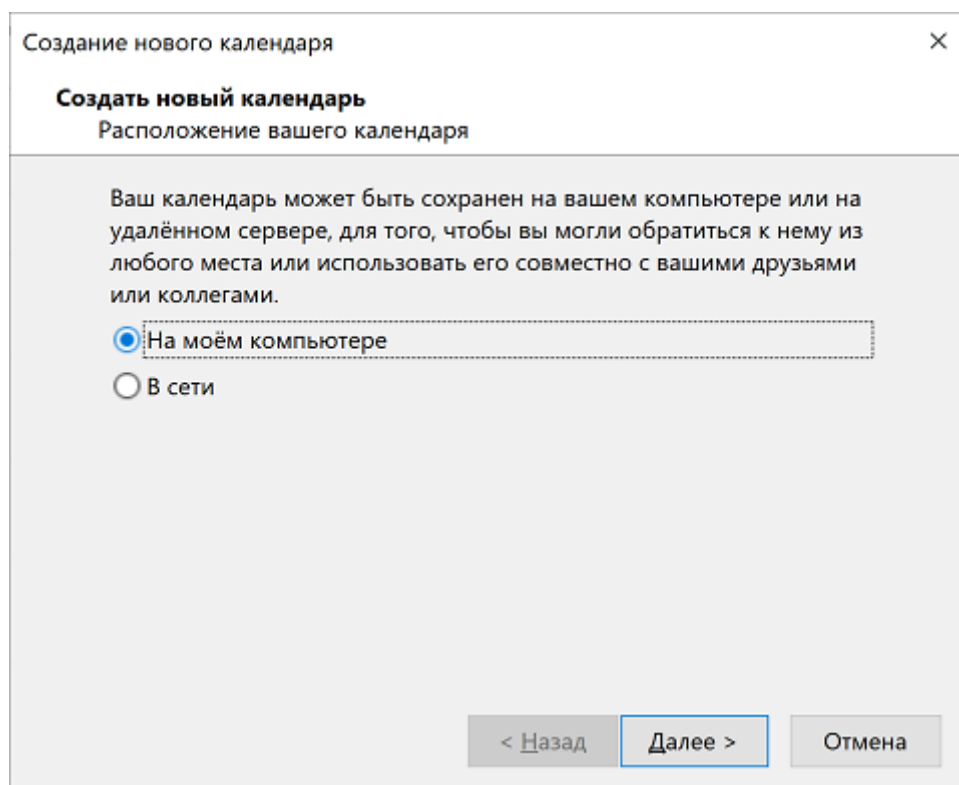 Создание нового календаря
Создать новый календарь
Расположение вашего календаря
Ваш календарь может быть сохранен на вашем компьютере или на
удалённом сервере, для того, чтобы вы могли обратиться к нему из
любого места или использовать его совместно с вашими друзьями
или коллегами.
На моём компьютере
В сети
< Назад Далее > Отмена